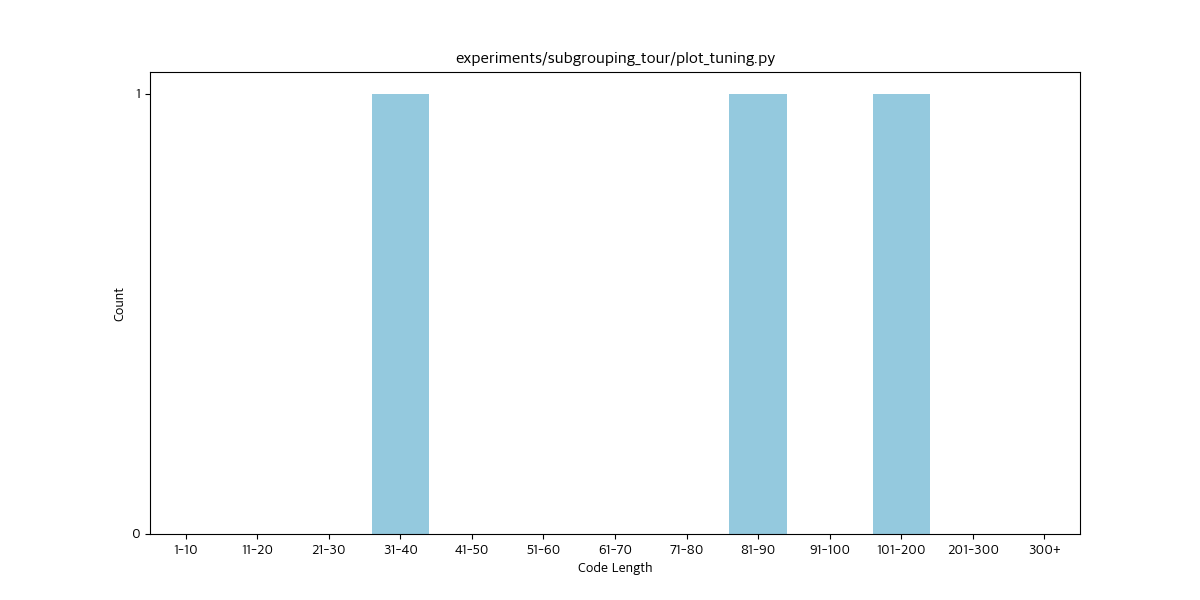 experiments/subgrouping_tour/plot_tuning.py
1
Count
0
1-10 11-20 21-30 31-40 41-50 51-60 61-70 71-80 81-90 91-100 101-200 201-300 300+
Code Length